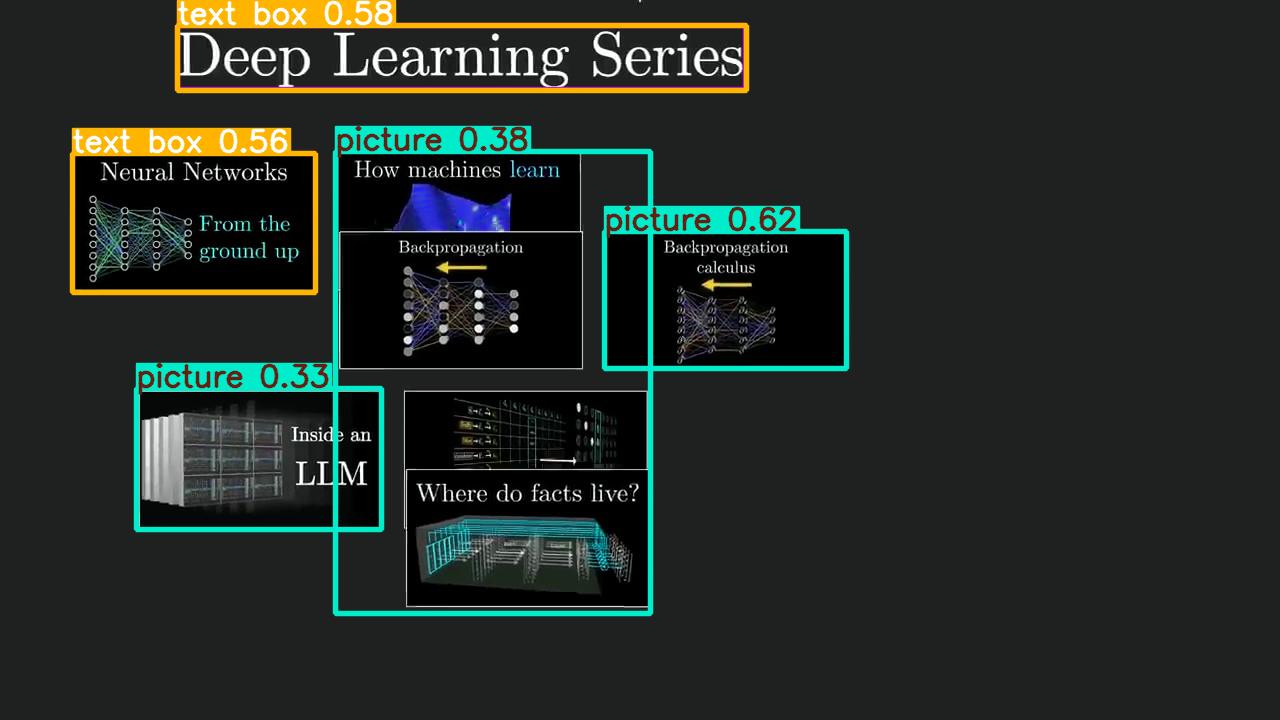 text box 0.58
Deep Learning Series
text box 0.56
Neural Networks
From the
ground up
picture 0.38
How machines learn
Backpropagation
picture 0.62
Backpropagation
calculus
picture 0.33
Inside an
LLM
Where do facts live?